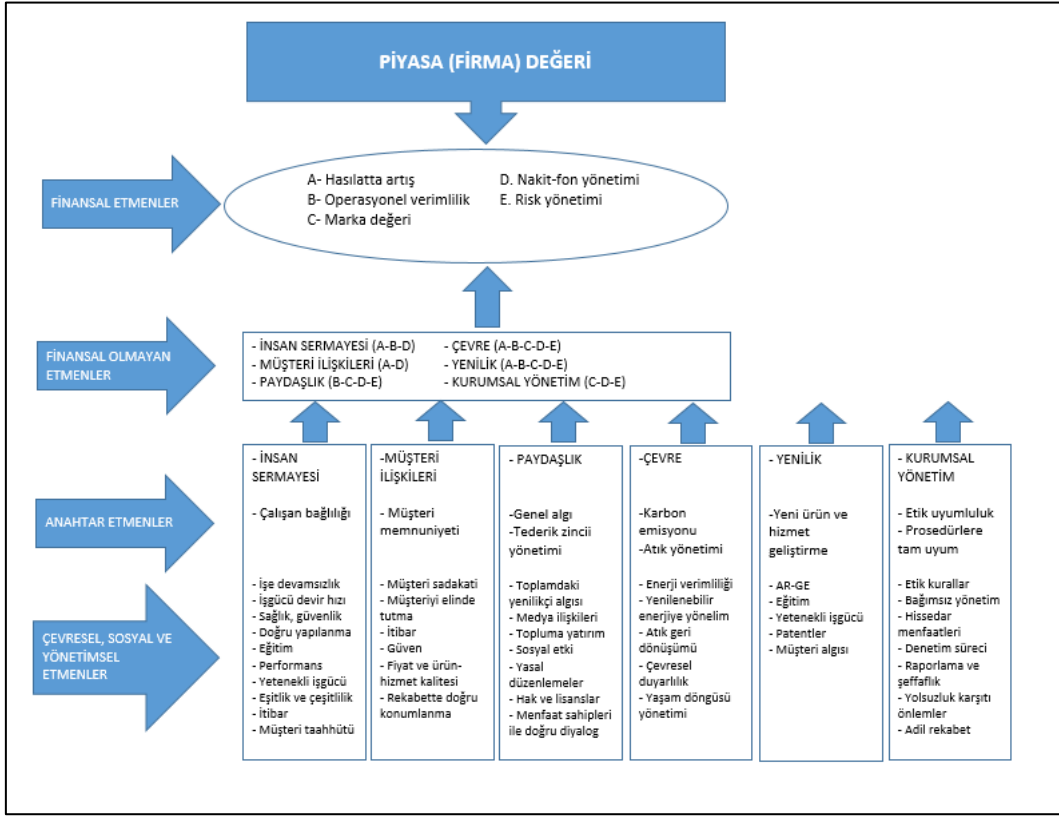 PİYASA (FİRMA) DEĞERİ
FİNANSAL ETMENLER
A- Hasılatta artış
B- Operasyonel verimlilik
C- Marka değeri
D. Nakit-fon yönetimi
E. Risk yönetimi
FİNANSAL OLMAYAN
ETMENLER
- İNSAN SERMAYESİ (A-B-D)
- MÜŞTERİ İLİŞKİLERİ (A-D)
- PAYDAŞLIK (B-C-D-E)
- ÇEVRE (A-B-C-D-E)
- YENİLİK (A-B-C-D-E)
- KURUMSAL YÖNETİM (C-D-E)
ANAHTAR ETMENLER
ÇEVRESEL, SOSYAL VE
YÖNETİMSEL
ETMENLER
- İNSAN
SERMAYESİ
- Çalışan bağlılığı
- İşe devamsızlık
- İşgücü devir hızı
- Sağlık, güvenlik
- Doğru yapılanma
- Eğitim
- Performans
- Yetenekli işgücü
- Eşitlik ve çeşitlilik
- İtibar
- Müşteri taahhütü
-MÜŞTERİ
İLİŞKİLERİ
- Müşteri
memnuniyeti
- Müşteri sadakati
- Müşteriyi elinde
tutma
- İtibar
- Güven
- Fiyat ve ürün-
hizmet kalitesi
- Rekabette doğru
konumlanma
- PAYDAŞLIK
-Genel algı
-Tederik zincii
yönetimi
- Toplamdaki
yenilikçi algısı
- Medya ilişkileri
- Topluma yatırım
- Sosyal etki
- Yasal
düzenlemeler
- Hak ve lisanslar
- Menfaat sahipleri
ile doğru diyalog
-ÇEVRE
-Karbon
emisyonu
-Atık yönetimi
- Enerji verimliliği
- Yenilenebilir
enerjiye yönelim
- Atık geri
dönüşümü
- Çevresel
duyarlılık
- Yaşam döngüsü
yönetimi
- YENİLİK
-Yeni ürün ve
hizmet
geliştirme
- AR-GE
- Eğitim
- Yetenekli işgücü
- Patentler
- Müşteri algısı
- KURUMSAL
YÖNETİM
- Etik uyumluluk
- Prosedürlere
tam uyum
- Etik kurallar
- Bağımsız yönetim
- Hissedar
menfaatleri
- Denetim süreci
- Raporlama ve
şeffaflık
- Yolsuzluk karşıtı
önlemler
- Adil rekabet